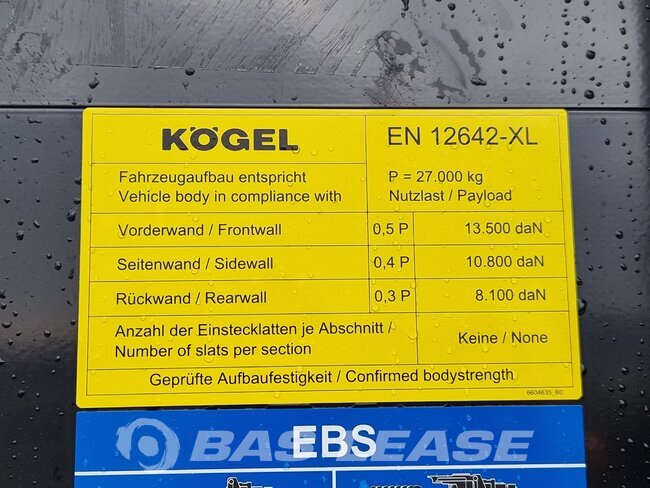 KÖGEL EN 12642-XL
Fahrzeugaufbau entspricht P = 27.000 kg
Vehicle body in compliance with Nutzlast / Payload
Vorderwand / Frontwall 0,5 P 13.500 daN
Seitenwand / Sidewall 0,4 P 10.800 daN
Rückwand / Rearwall 0,3 P 8.100 daN
Anzahl der Einstecklatten je Abschnitt /
Number of slats per section Keine / None
Geprüfte Aufbaufestigkeit / Confirmed bodystrength
6604635_B0
EBS
BAS LEASE